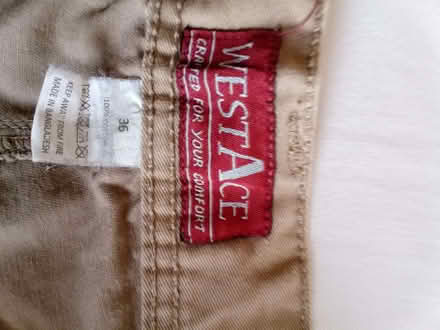 WESTACE
CRAFTED FOR YOUR COMFORT
36
KEEP AWAY FROM FIRE
MADE IN BANGLADESH